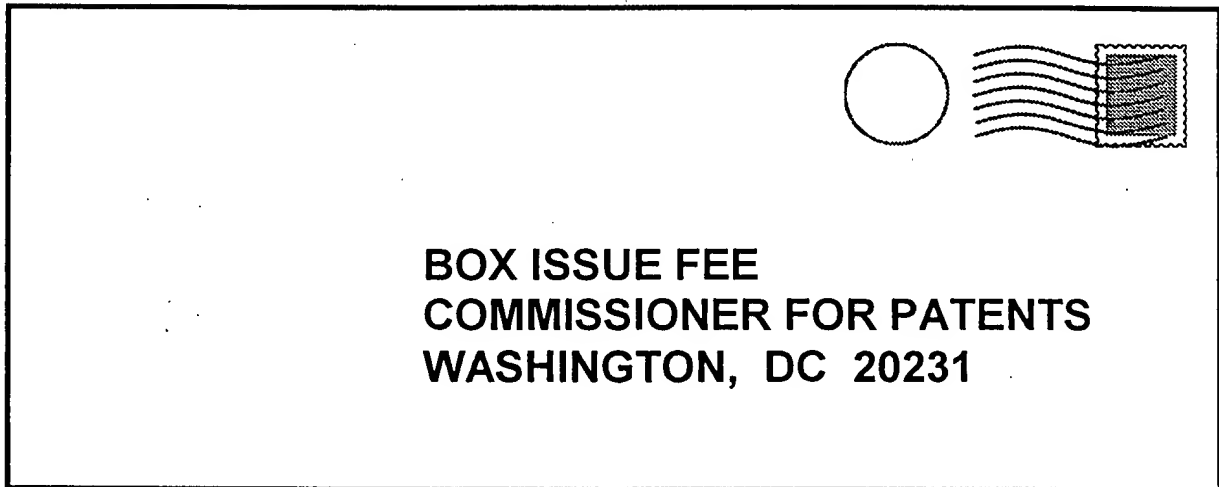 BOX ISSUE FEE
COMMISSIONER FOR PATENTS
WASHINGTON, DC 20231